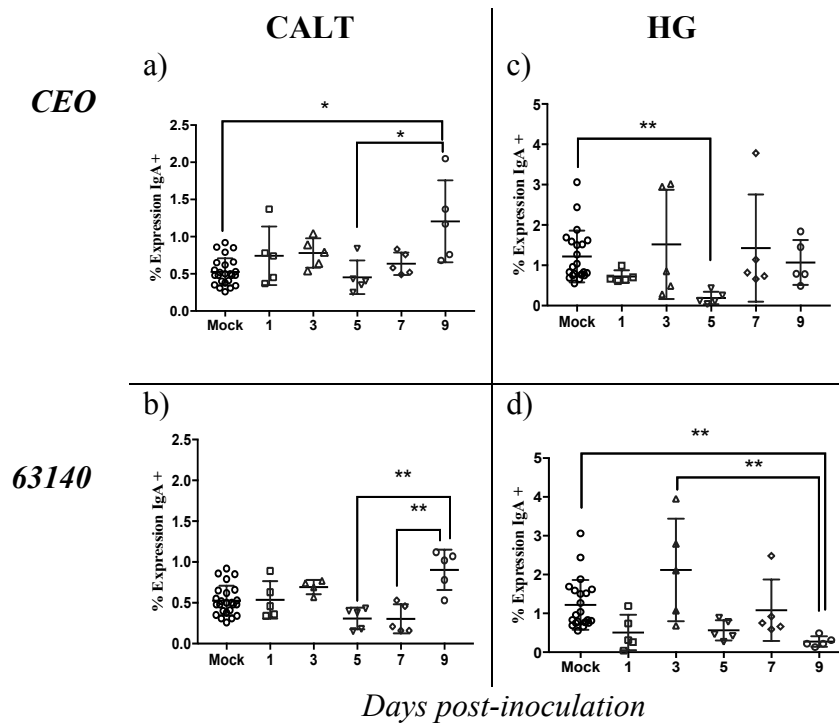 CALT
HG
CEO
a)
*
*
% Expression IgA +
2.5
2.0
1.5
1.0
0.5
0.0
Mock 1 3 5 7 9
c)
**
% Expression IgA +
5
4
3
2
1
0
Mock 1 3 5 7 9
63140
b)
**
**
% Expression IgA +
2.5
2.0
1.5
1.0
0.5
0.0
Mock 1 3 5 7 9
d)
**
**
% Expression IgA +
5
4
3
2
1
0
Mock 1 3 5 7 9
Days post-inoculation